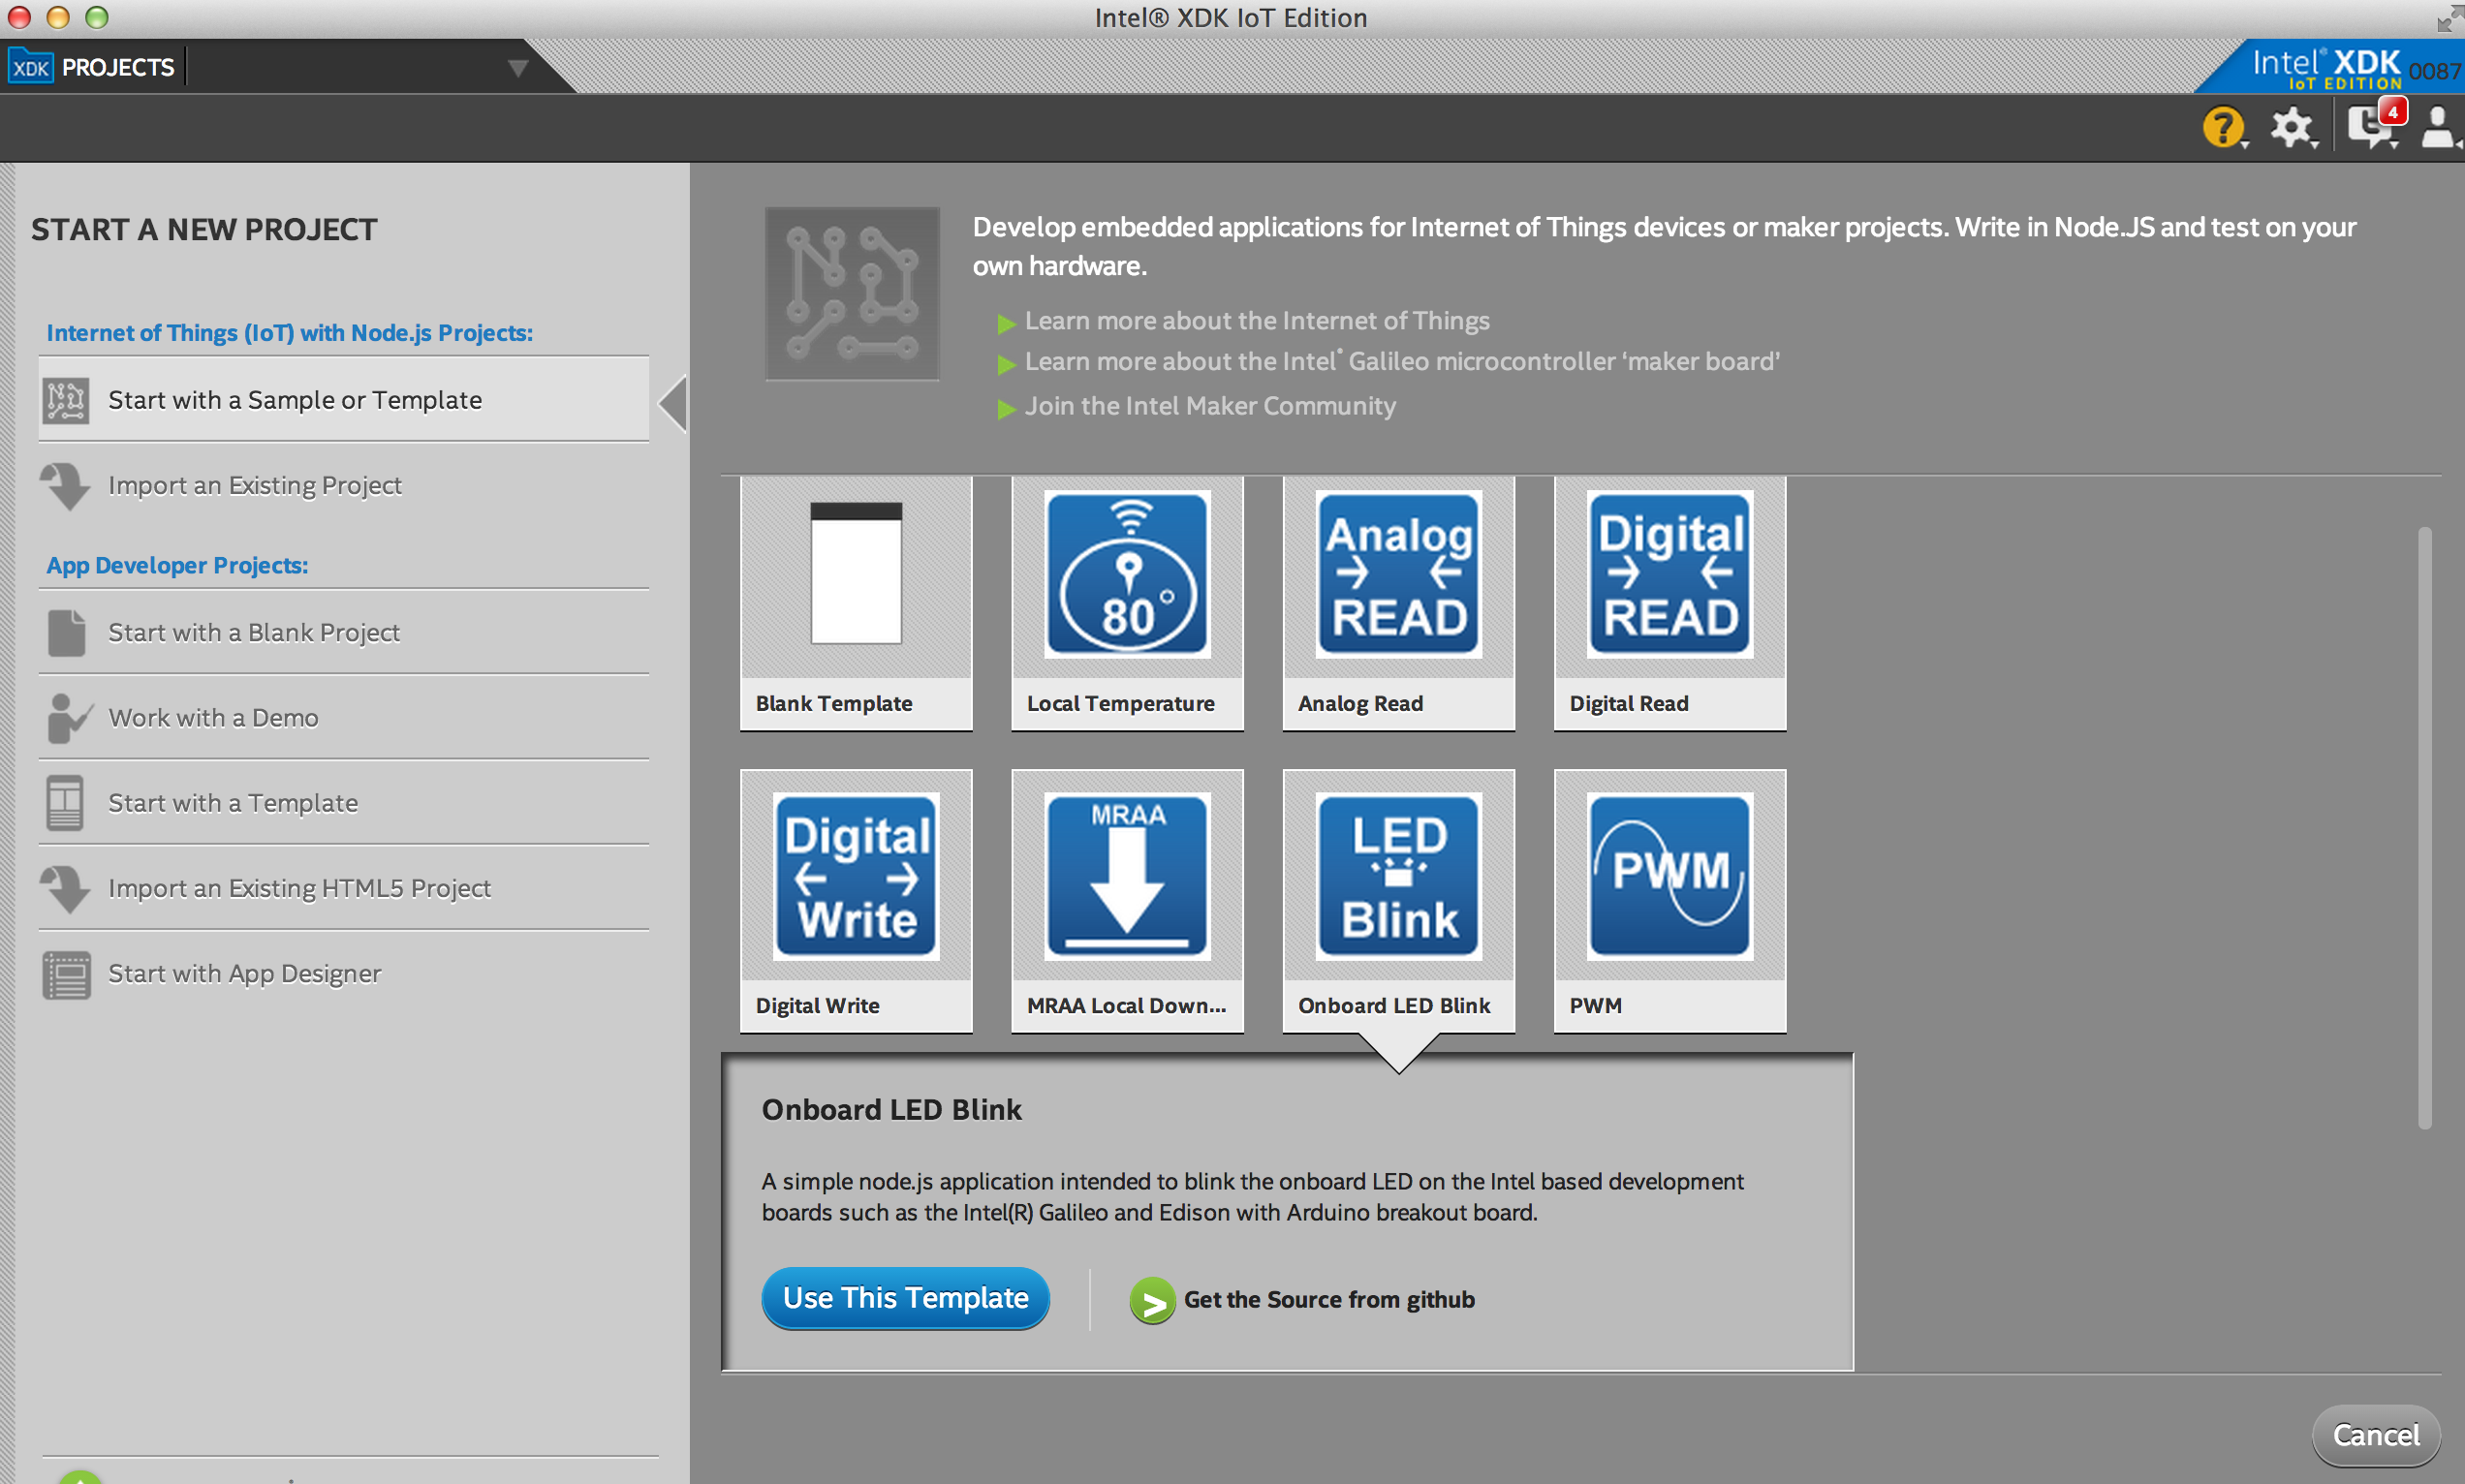 Intel® XDK IoT Edition
XDK PROJECTS
Intel® XDK 0087
IoT EDITION
? 4
START A NEW PROJECT
Internet of Things (IoT) with Node.js Projects:
Start with a Sample or Template
Import an Existing Project
App Developer Projects:
Start with a Blank Project
Work with a Demo
Start with a Template
Import an Existing HTML5 Project
Start with App Designer
Develop embedded applications for Internet of Things devices or maker projects. Write in Node.JS and test on your
own hardware.
Learn more about the Internet of Things
Learn more about the Intel® Galileo microcontroller ‘maker board’
Join the Intel Maker Community
80°
Analog
READ
Digital
READ
Blank Template
Local Temperature
Analog Read
Digital Read
Digital
Write
MRAA
LED
Blink
PWM
Digital Write
MRAA Local Down...
Onboard LED Blink
PWM
Onboard LED Blink
A simple node.js application intended to blink the onboard LED on the Intel based development
boards such as the Intel(R) Galileo and Edison with Arduino breakout board.
Use This Template
> Get the Source from github
Cancel